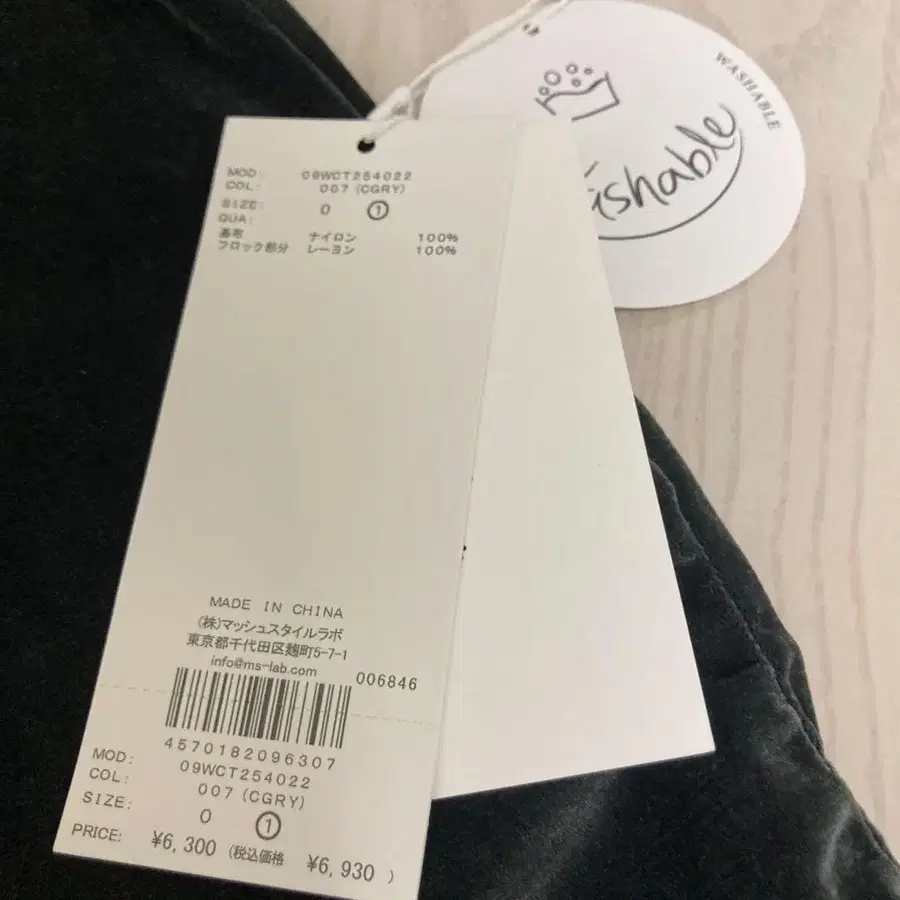 MOD: 09WCT254022
COL: 007 (CGRY)
SIZE: 0 ①
QUA:
基布 ナイロン 100%
フロック部分 レーヨン 100%
MADE IN CHINA
(株)マッシュスタイルラボ
東京都千代田区麹町5-7-1
info@ms-lab.com
006846
4570182096307
MOD: 09WCT254022
COL: 007 (CGRY)
SIZE: 0 ①
PRICE: ¥6,300 (税込価格 ¥6,930 )
WASHABLE
ashable